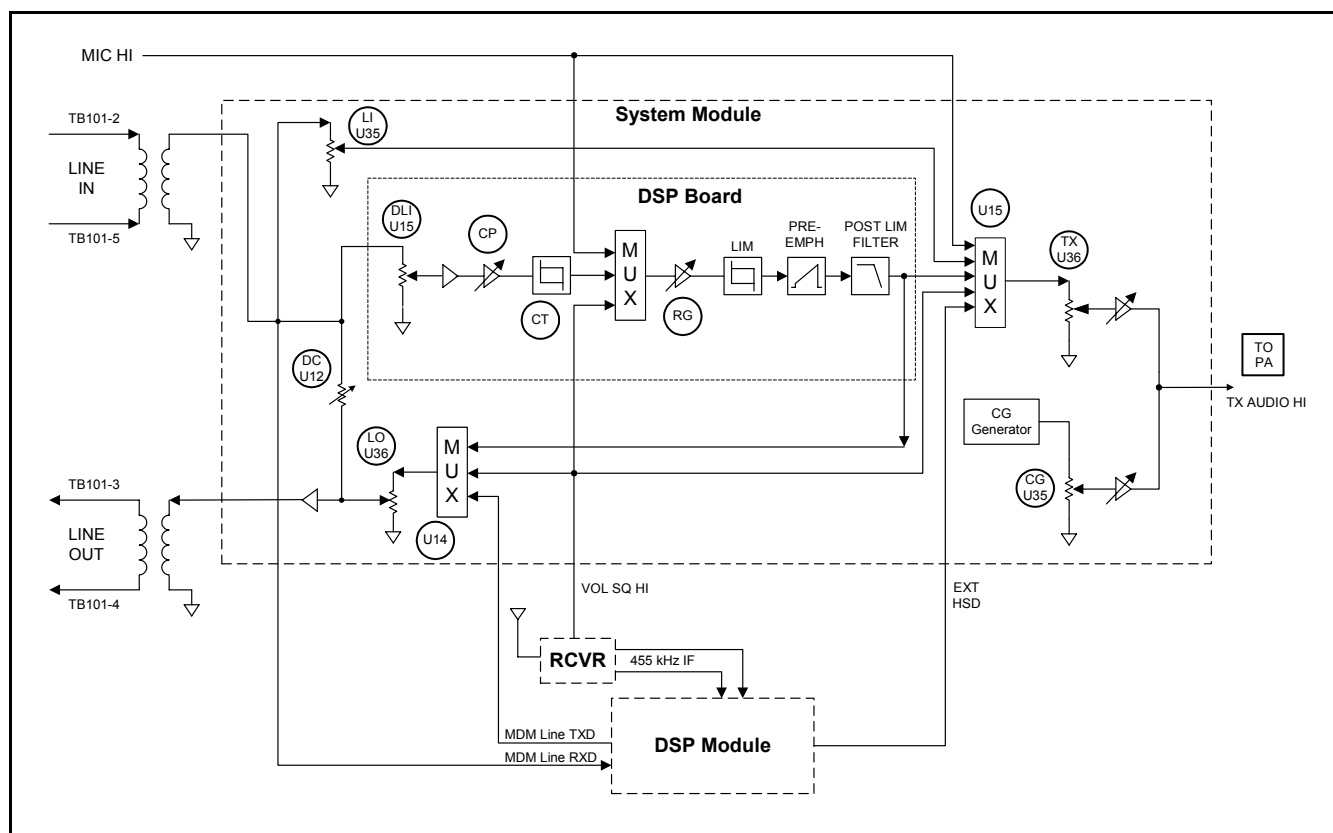 MIC HI
TB101-2
LINE
IN
TB101-5
System Module
LI
U35
DSP Board
DLI
U15
CP
CT
M
U
X
RG
LIM
PRE-
EMPH
POST LIM
FILTER
U15
M
U
X
TX
U36
TO
PA
TX AUDIO HI
DC
U12
LO
U36
M
U
X
U14
CG
Generator
CG
U35
TB101-3
LINE
OUT
TB101-4
VOL SQ HI
EXT
HSD
RCVR
455 kHz IF
MDM Line TXD
MDM Line RXD
DSP Module